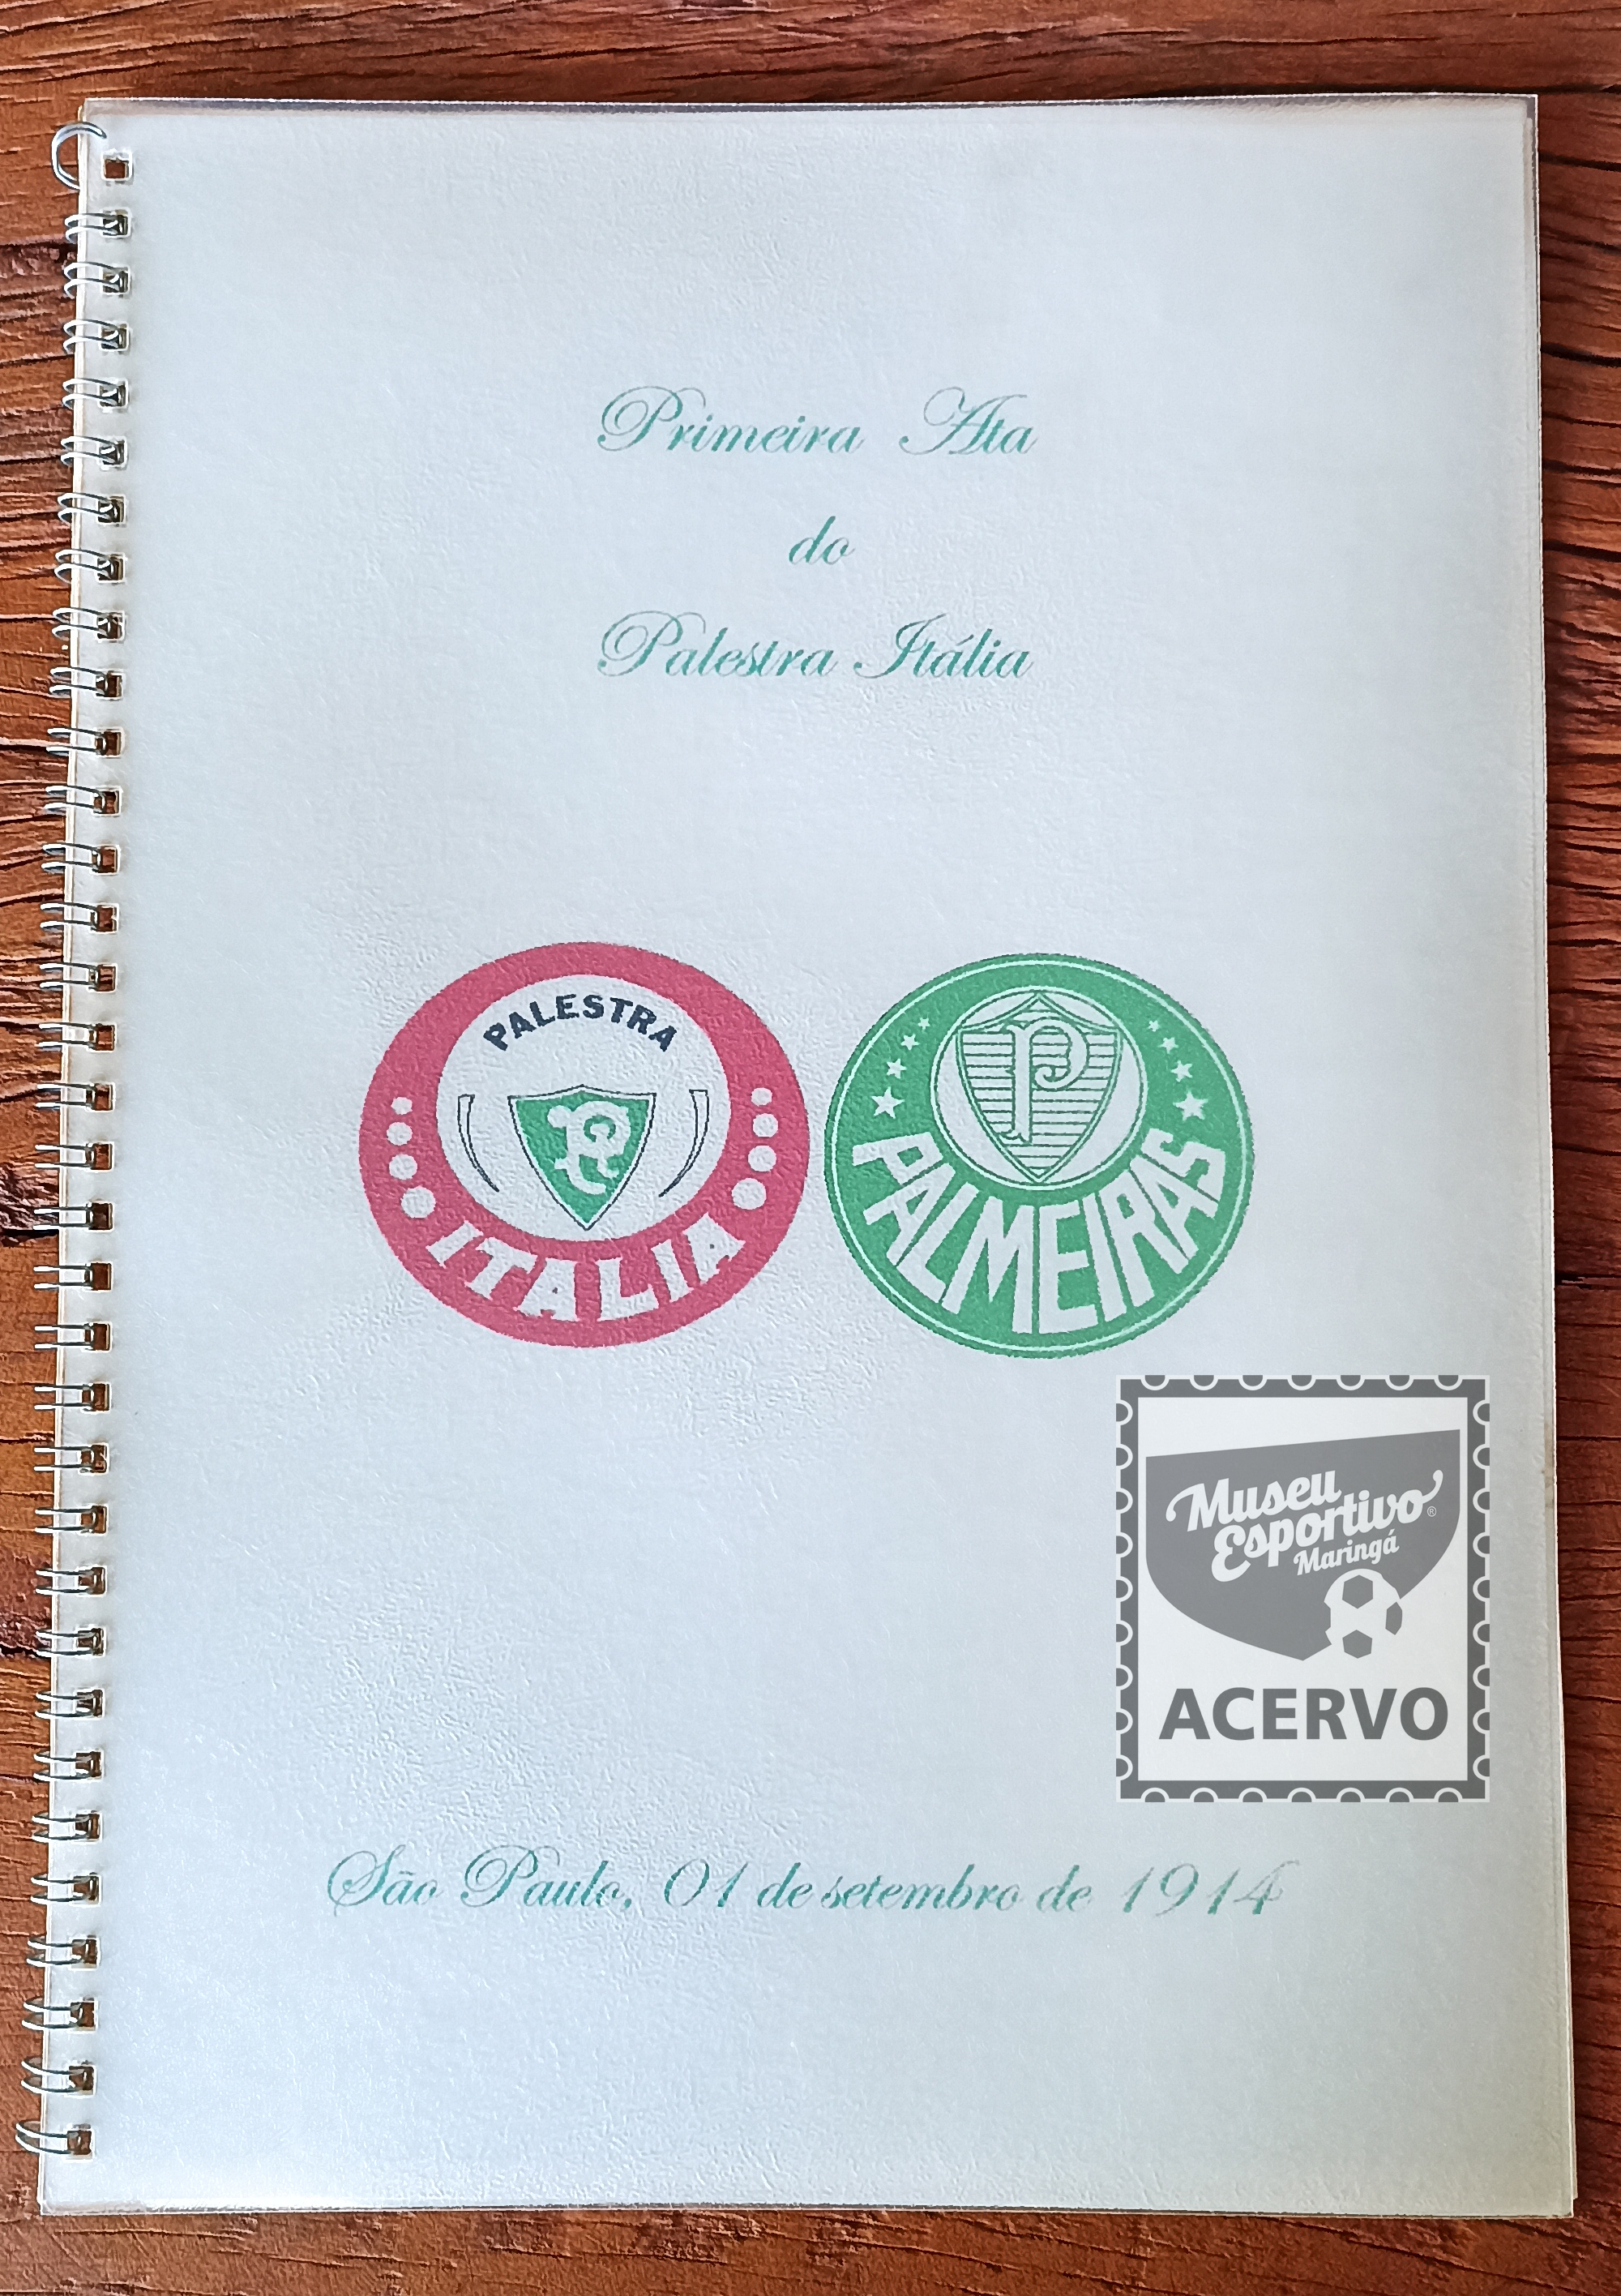 Primeira Ata
do
Palestra Itália
PALESTRA
ITALIA
P
PALMEIRAS
Museu
Esportivo®
Maringá
ACERVO
São Paulo, 01 de setembro de 1914